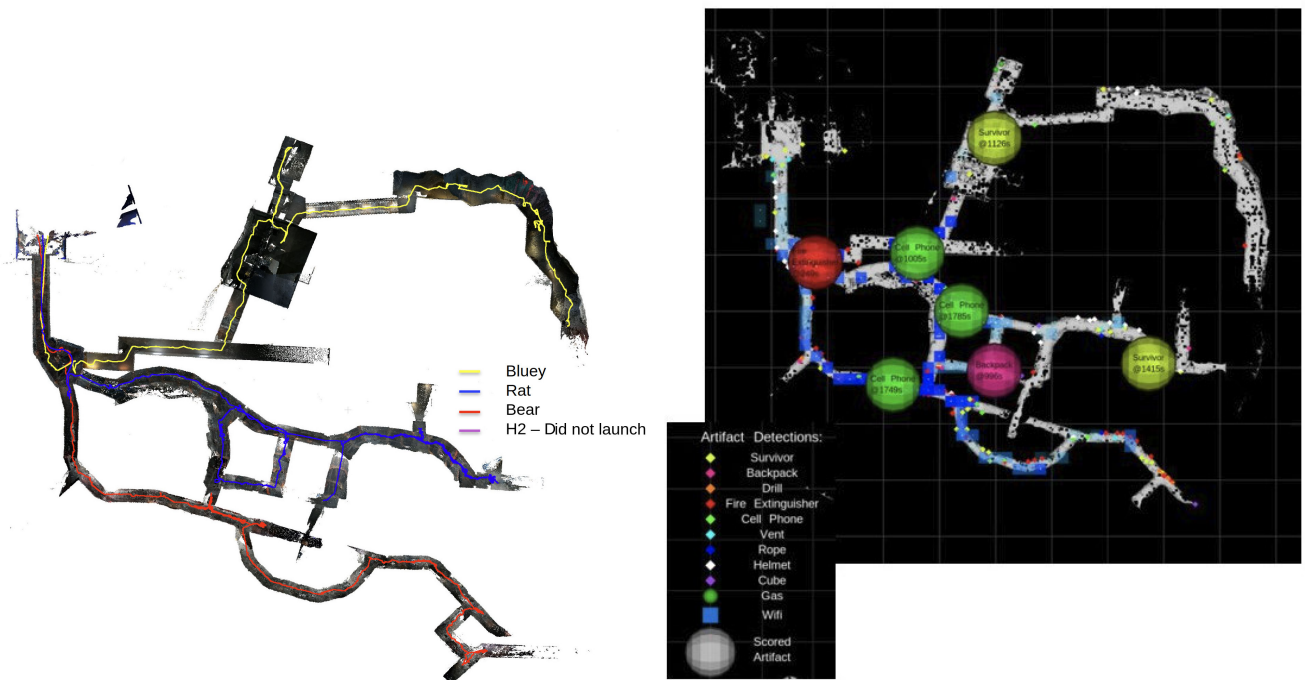 Bluey
Rat
Bear
H2 – Did not launch
Survivor
@1126s
Cell Phone
@1005s
Extinguisher
Cell Phone
@1785s
Backpack
@996s
Survivor
@1415s
Cell Phone
@1749s
Artifact Detections:
Survivor
Backpack
Drill
Fire Extinguisher
Cell Phone
Vent
Rope
Helmet
Cube
Gas
Wifi
Scored
Artifact